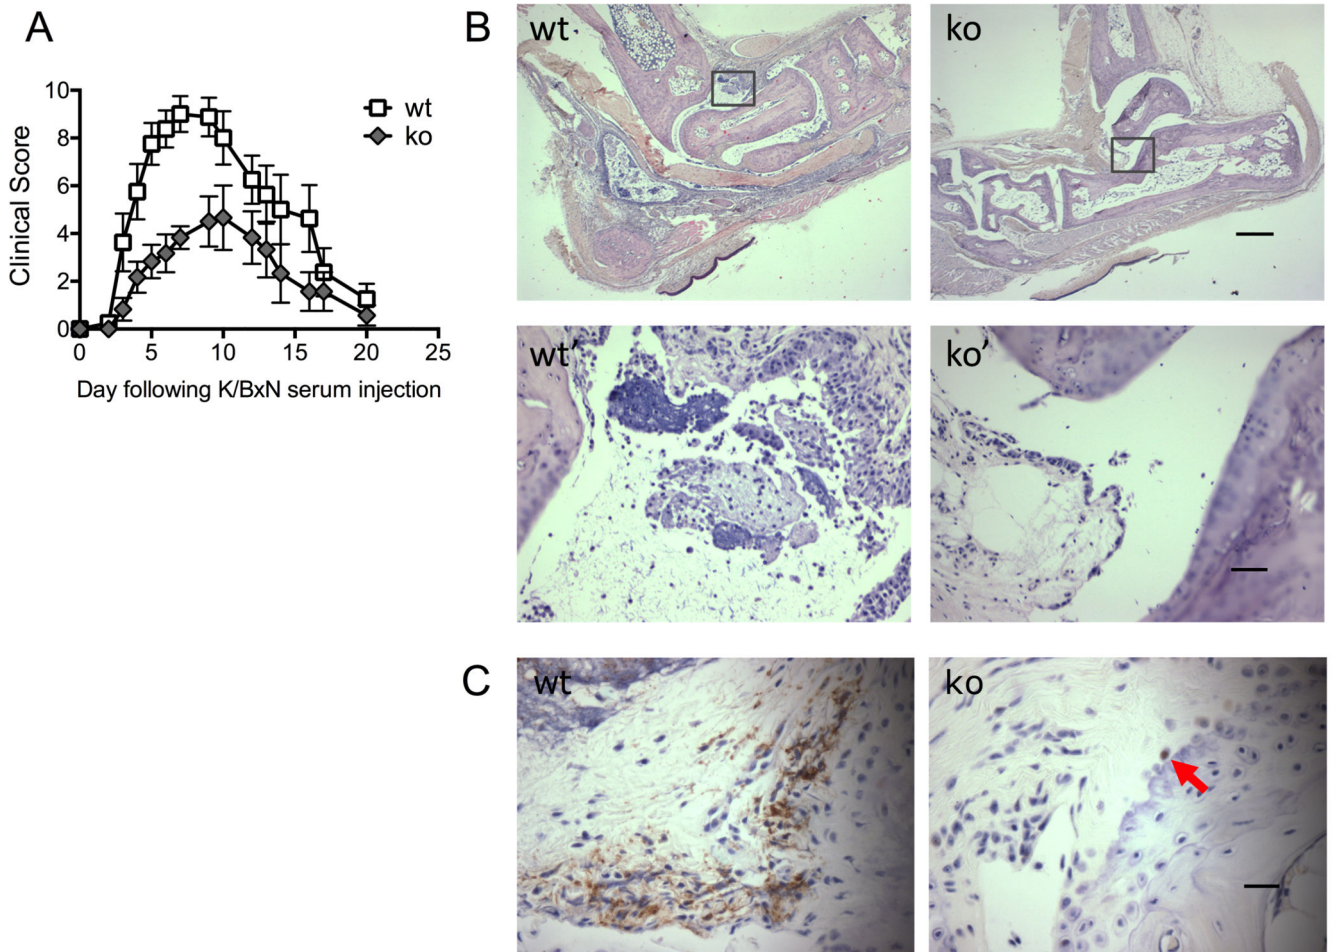 A
10
8
6
4
2
0
Clinical Score
wt
ko
0 5 10 15 20 25
Day following K/BxN serum injection
B
wt
ko
wt’
ko’
C
wt
ko